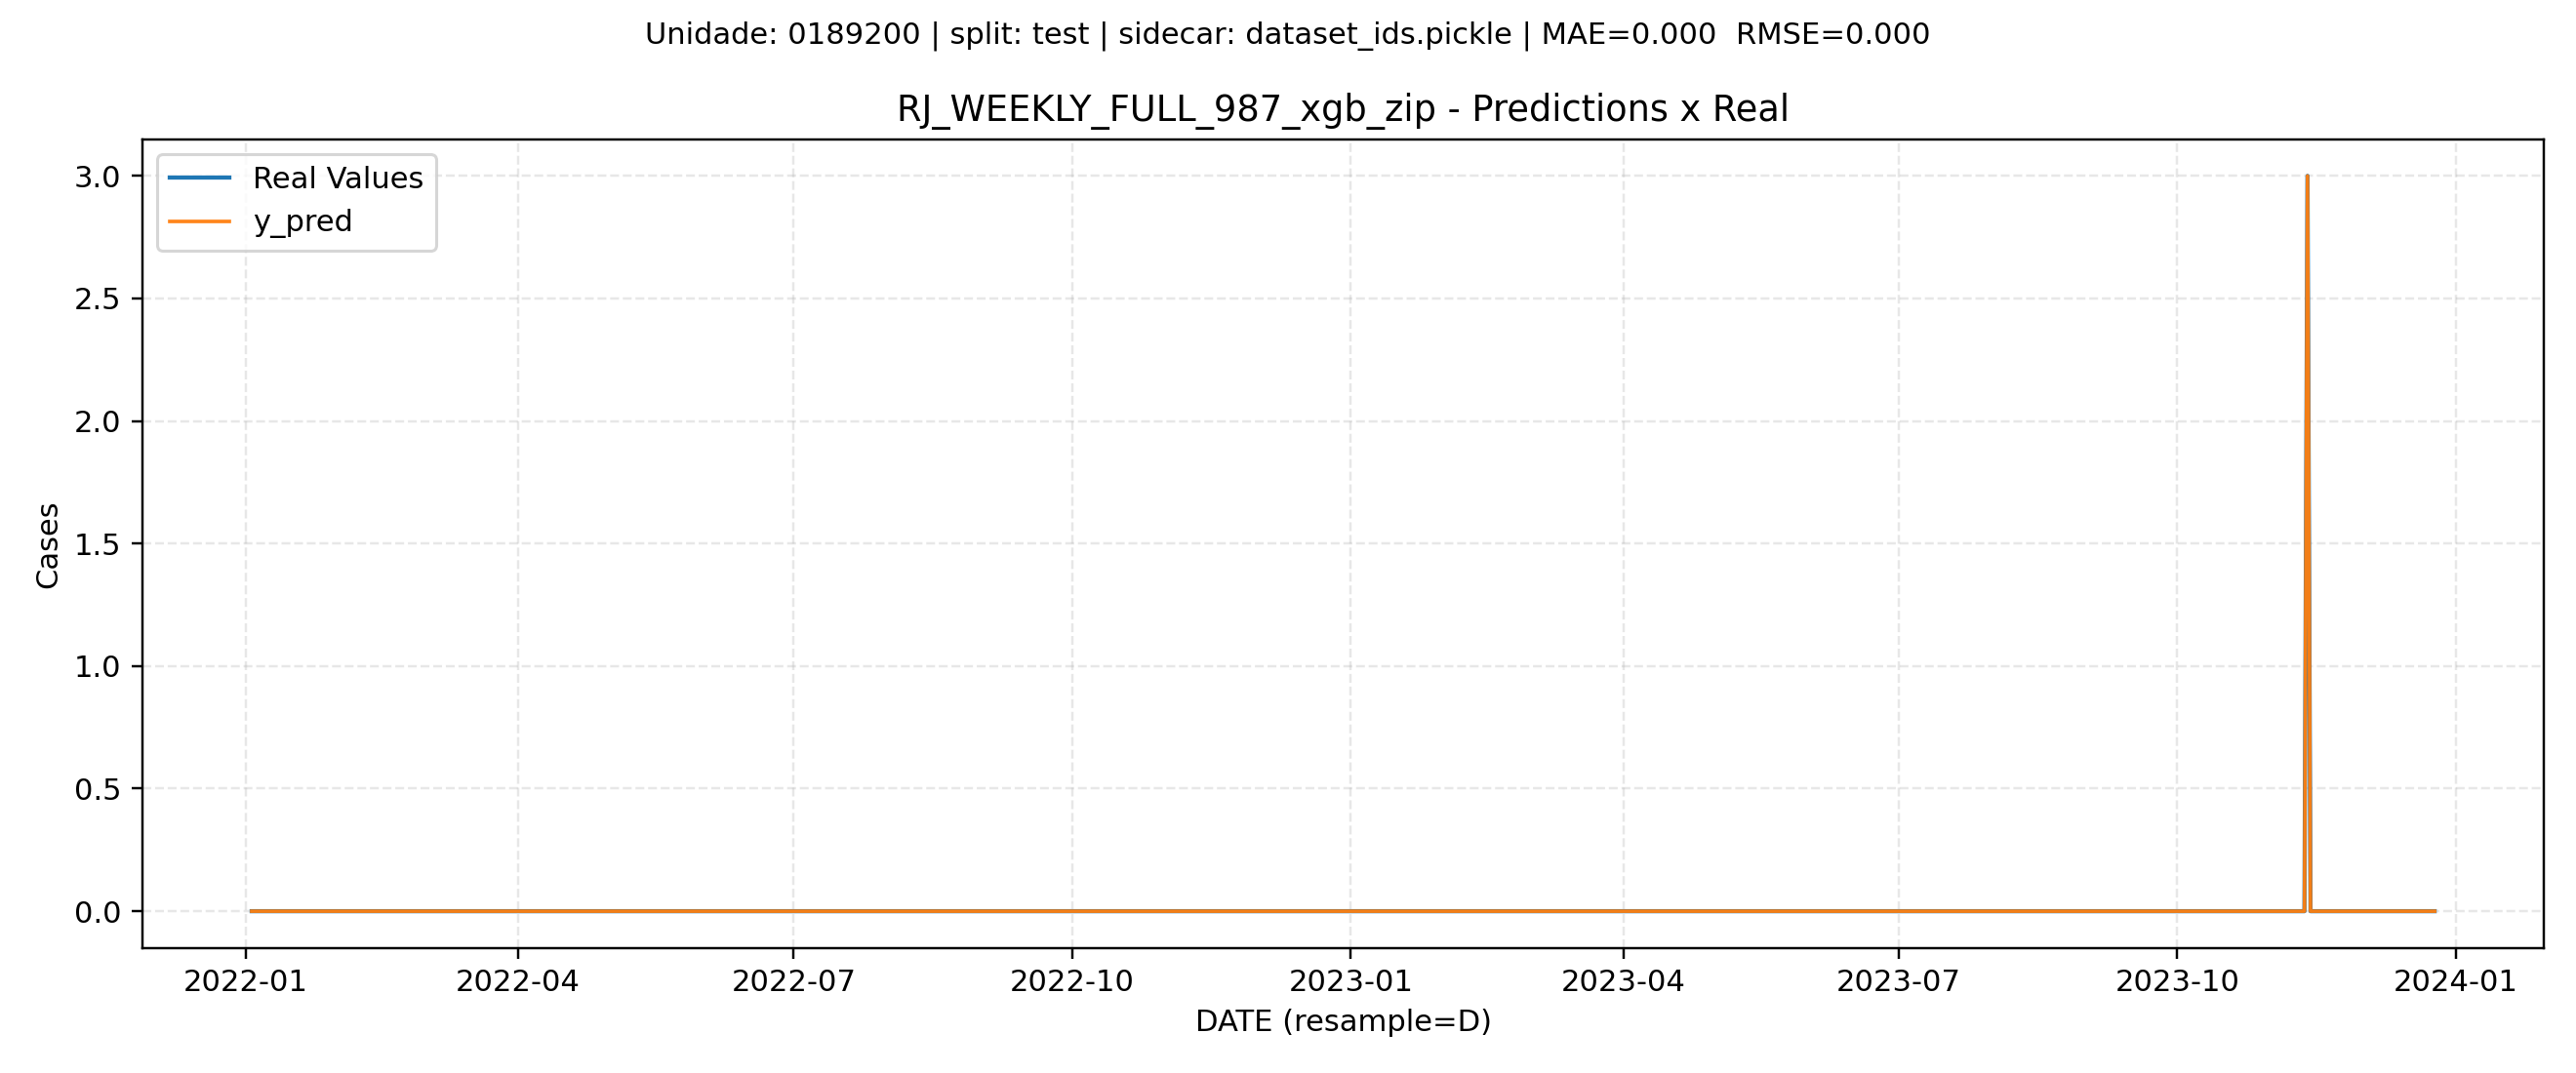 Unidade: 0189200 | split: test | sidecar: dataset_ids.pickle | MAE=0.000  RMSE=0.000
RJ_WEEKLY_FULL_987_xgb_zip - Predictions x Real
Real Values
y_pred
Cases
3.0
2.5
2.0
1.5
1.0
0.5
0.0
2022-01 2022-04 2022-07 2022-10 2023-01 2023-04 2023-07 2023-10 2024-01
DATE (resample=D)